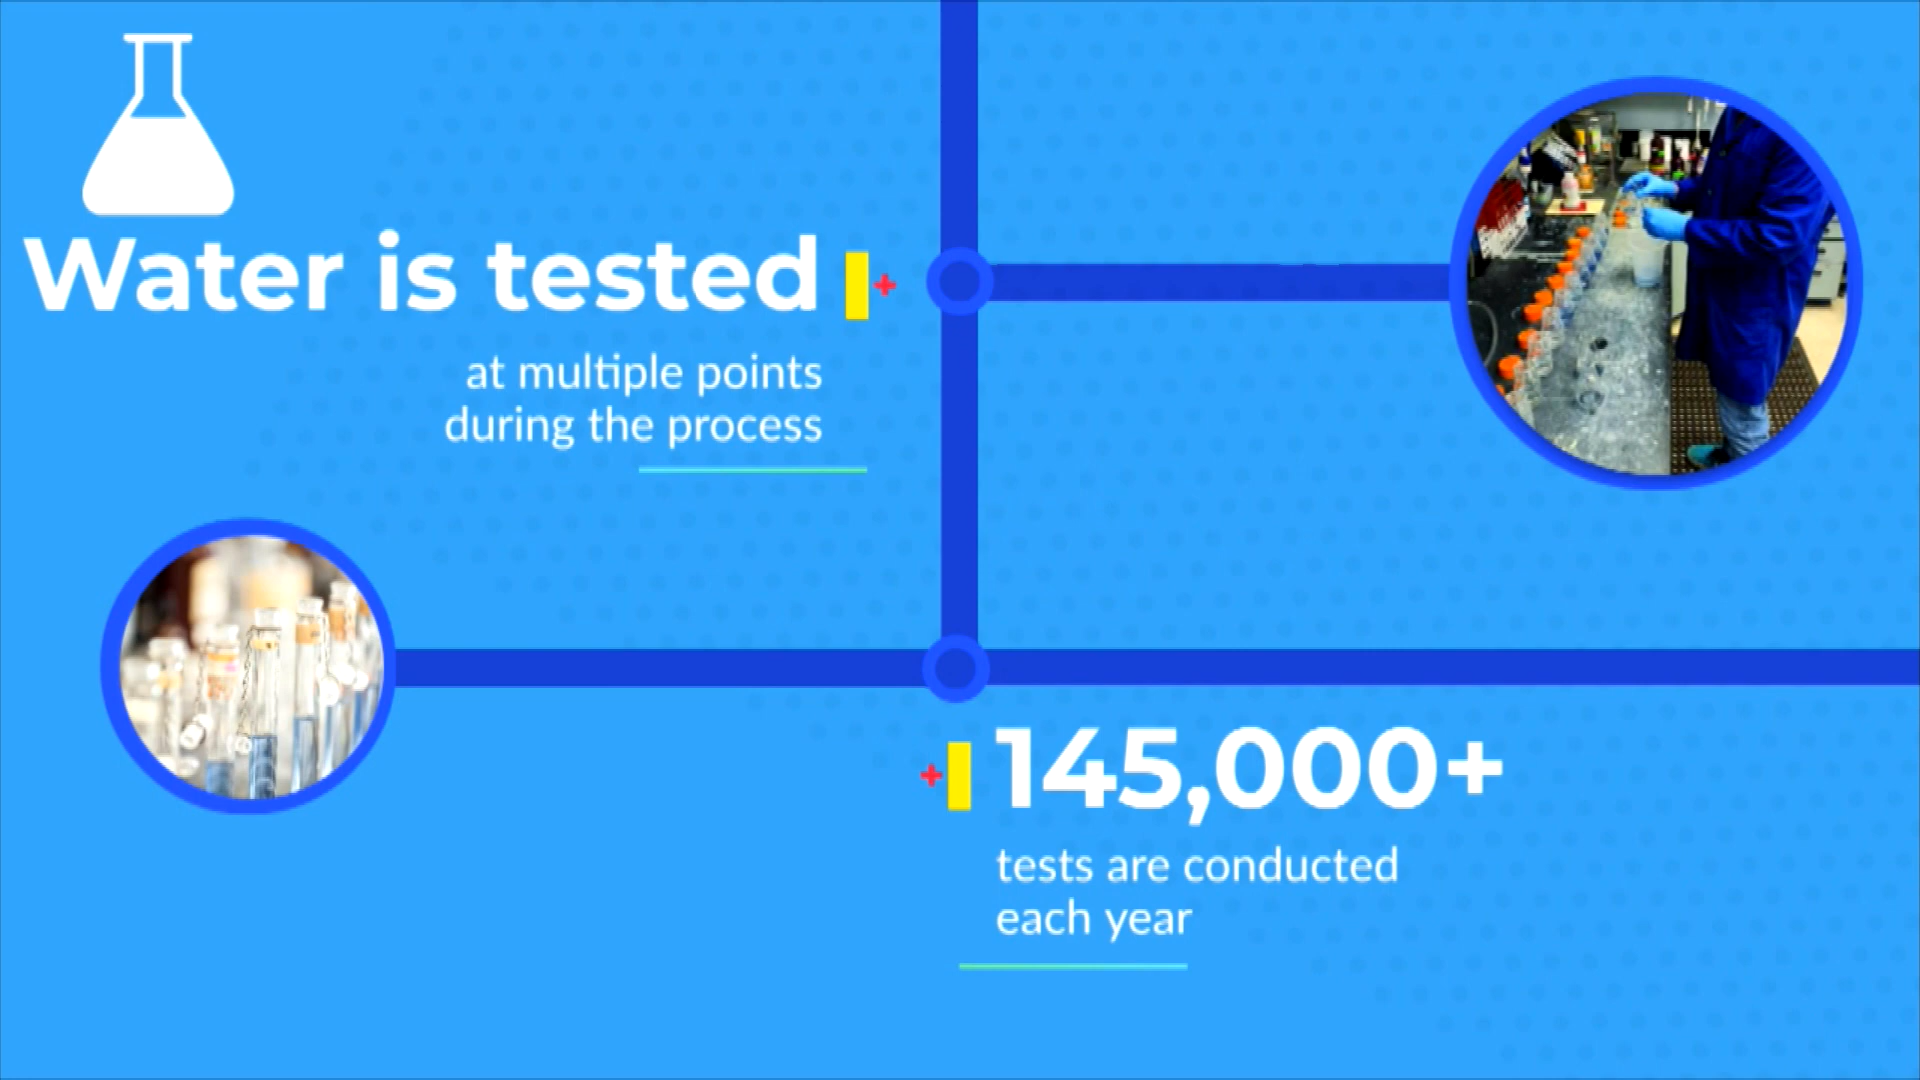 Water is tested
at multiple points
during the process
145,000+
tests are conducted
each year